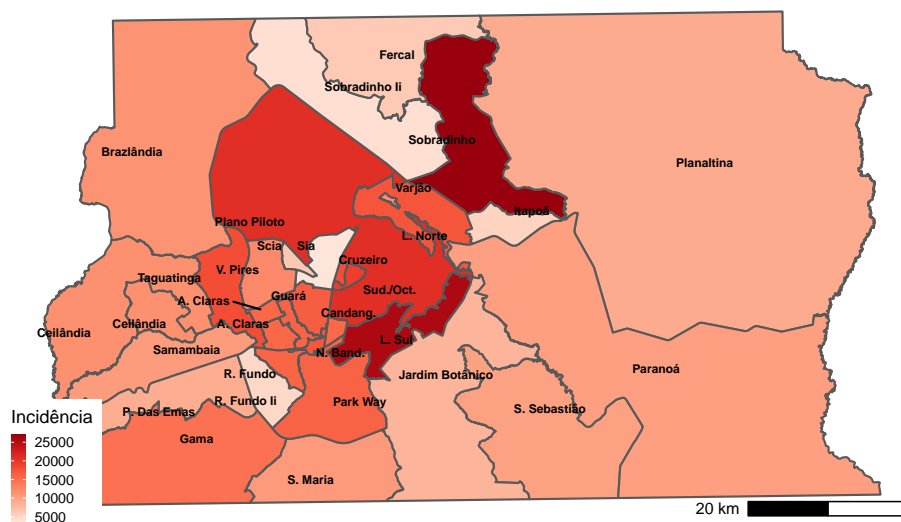 Fercal
Sobradinho Ii
Sobradinho
Brazlândia
Planaltina
Varjão
Itapoã
Plano Piloto
L. Norte
Scia
Sia
Cruzeiro
V. Pires
Taguatinga
Sud./Oct.
A. Claras
Guará
Candang.
Ceilândia
Ceilândia
A. Claras
L. Sul
Samambaia
N. Band.
R. Fundo
Jardim Botânico
Paranoá
R. Fundo Ii
Park Way
P. Das Emas
S. Sebastião
Gama
S. Maria
Incidência
25000
20000
15000
10000
5000
20 km